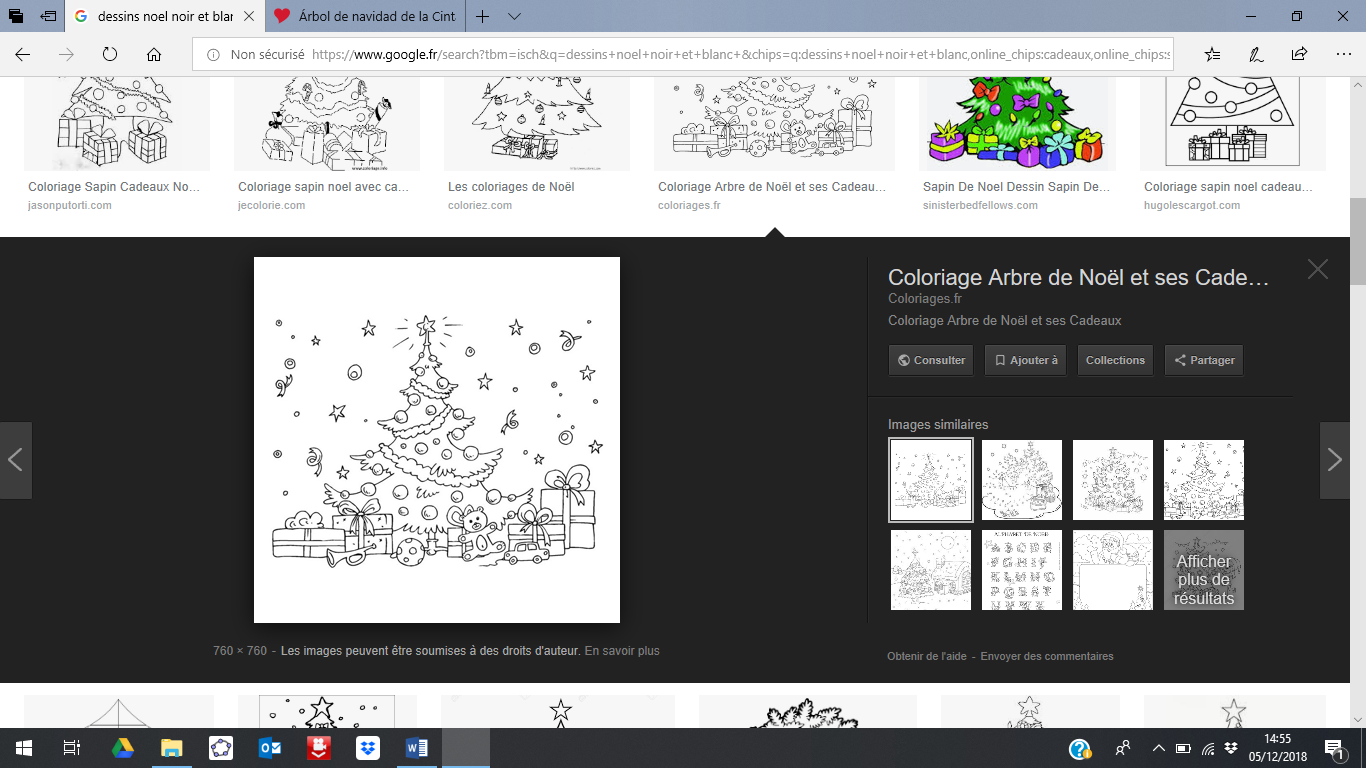 dessins noel noir et blar
Árbol de navidad de la Cint
Non sécurisé https://www.google.fr/search?tbm=isch&q=dessins+noel+noir+et+blanc+&chips=q:dessins+noel+noir+et+blanc,online_chips:cadeaux,online_chips:s
Coloriage Sapin Cadeaux No...
jasonputorti.com
Coloriage sapin noel avec ca...
jecolorie.com
Les coloriages de Noël
coloriez.com
Coloriage Arbre de Noël et ses Cadeau...
coloriages.fr
Sapin De Noel Dessin Sapin De...
sinisterbedfellows.com
Coloriage sapin noel cadeau...
hugolescargot.com
Coloriage Arbre de Noël et ses Cade...
Coloriages.fr
Coloriage Arbre de Noël et ses Cadeaux
Consulter
Ajouter à
Collections
Partager
Images similaires
Afficher
plus de
résultats
760 × 760 - Les images peuvent être soumises à des droits d'auteur. En savoir plus
Obtenir de l'aide - Envoyer des commentaires
14:55
05/12/2018
1